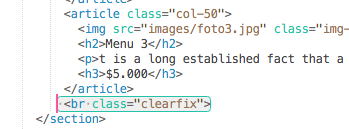 </article>
<article class="col-50">
<img src="images/foto3.jpg" class="img-
<h2>Menu 3</h2>
<p>t is a long established fact that a
<h3>$5.000</h3>
</article>
<br class="clearfix">
</section>